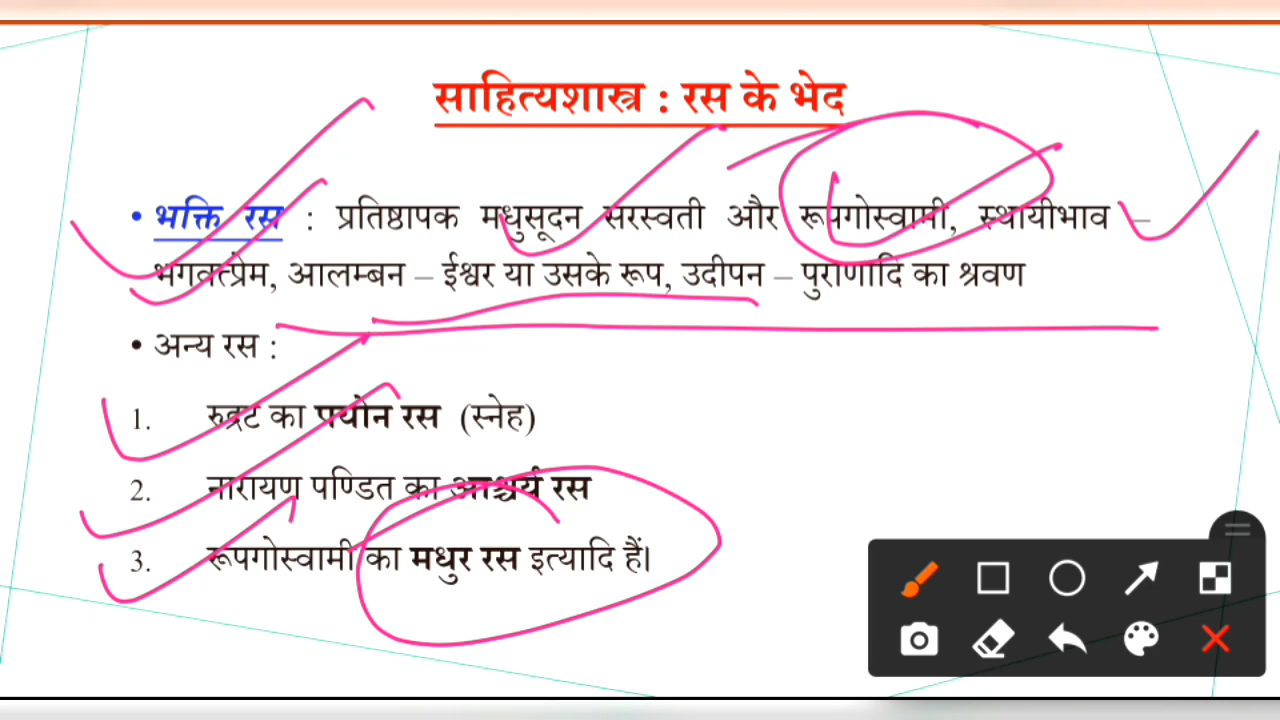 साहित्यशास्त्र : रस के भेद
• भक्ति रस : प्रतिष्ठापक मधुसूदन सरस्वती और रूपगोस्वामी, स्थायीभाव –
भगवत्प्रेम, आलम्बन – ईश्वर या उसके रूप, उदीपन – पुराणादि का श्रवण
• अन्य रस :
1. रुद्रट का पयोन रस (स्नेह)
2. नारायण पण्डित का आश्चर्य रस
3. रूपगोस्वामी का मधुर रस इत्यादि हैं।